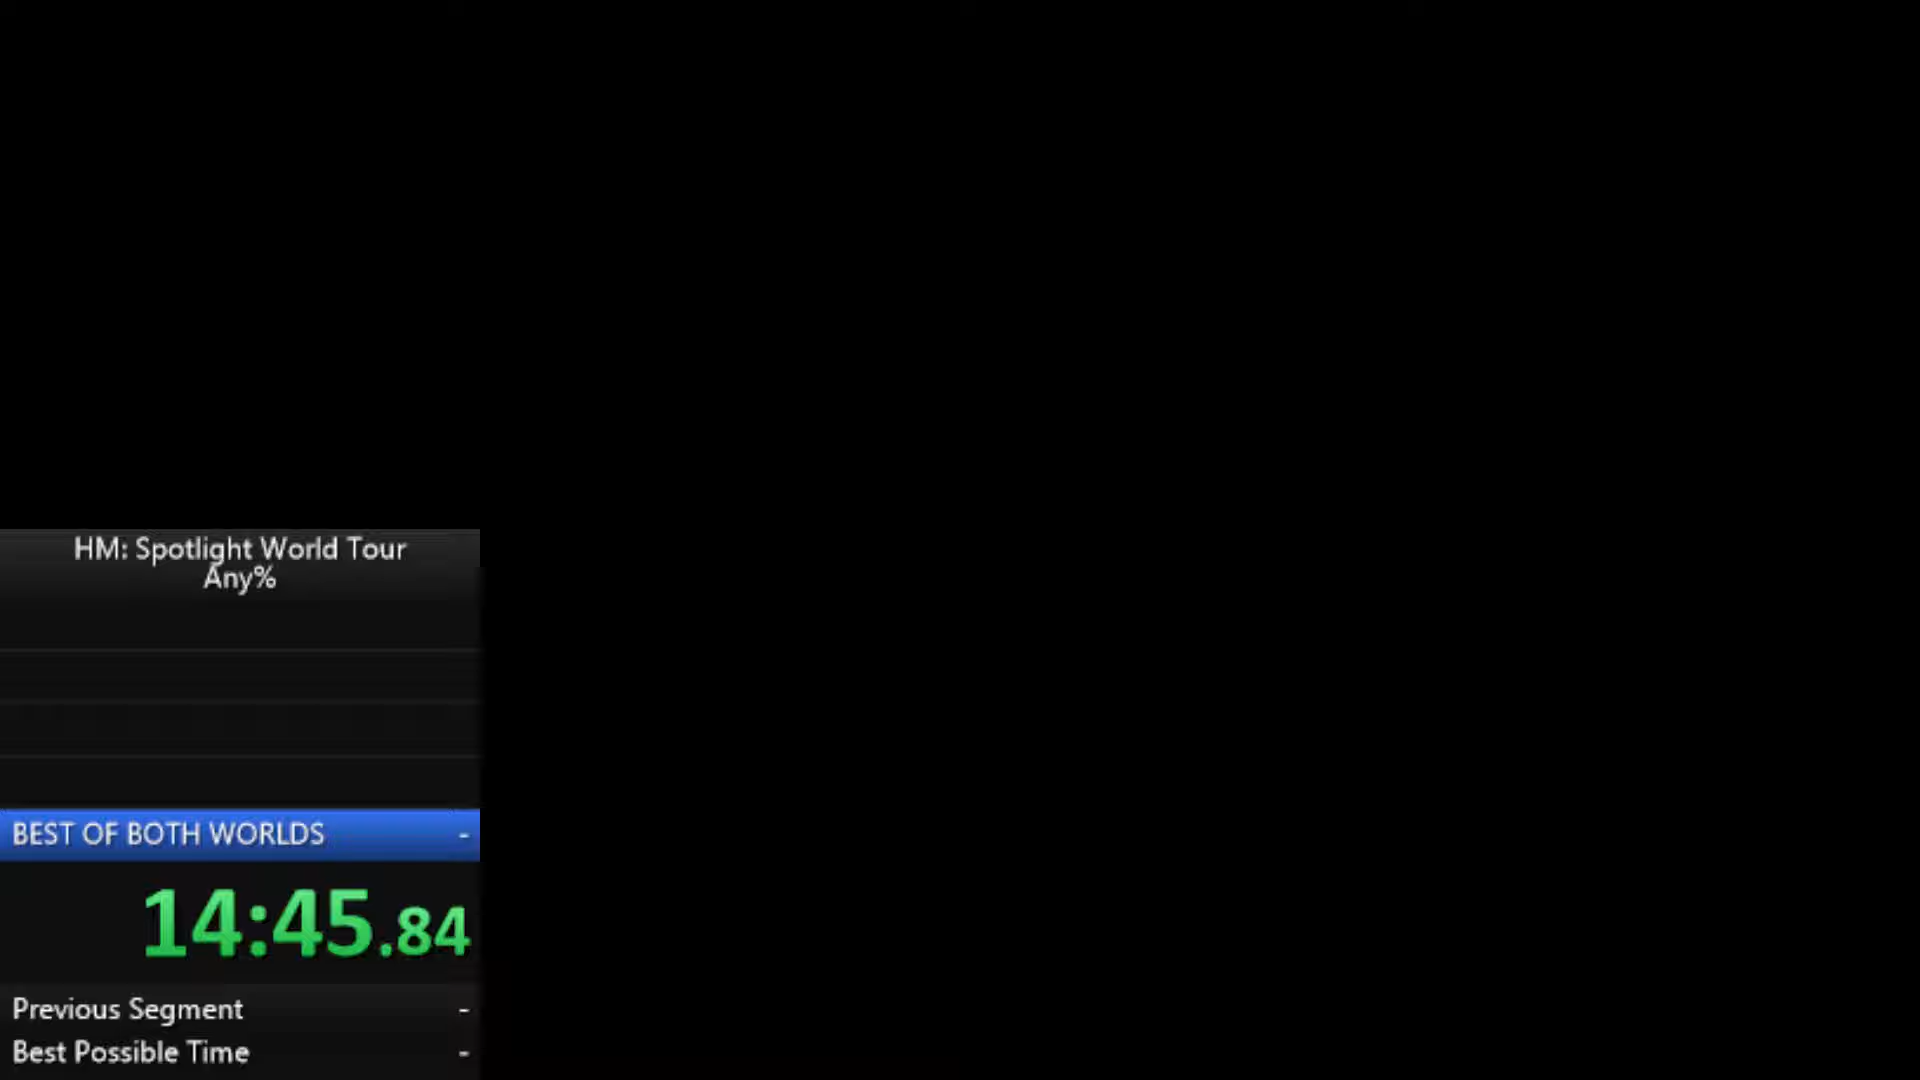 HM: Spotlight World Tour
Any%
BEST OF BOTH WORLDS -
14:45.84
Previous Segment -
Best Possible Time -